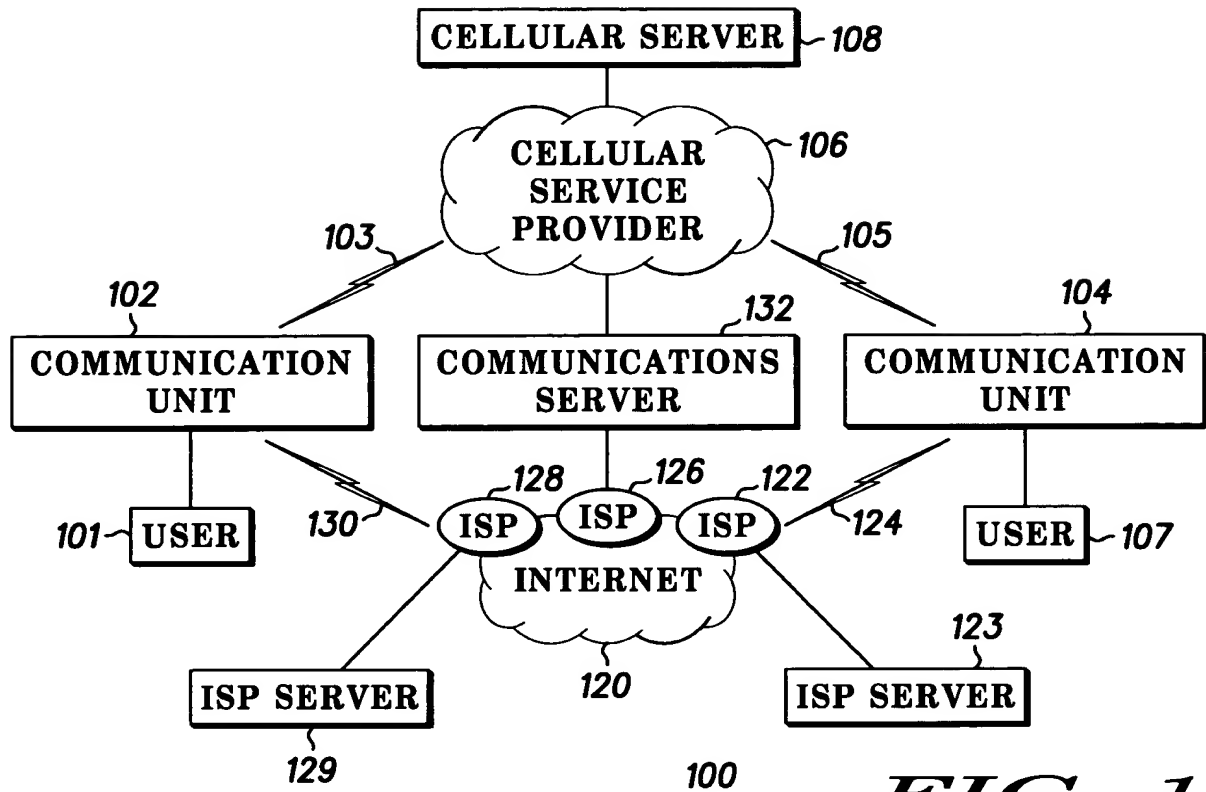 CELLULAR SERVER
108
CELLULAR
SERVICE
PROVIDER
106
103
105
102
132
104
COMMUNICATION
UNIT
COMMUNICATIONS
SERVER
COMMUNICATION
UNIT
128
126
122
130
ISP
ISP
ISP
124
101
USER
USER
107
INTERNET
120
123
ISP SERVER
ISP SERVER
129
100
FIG. 1